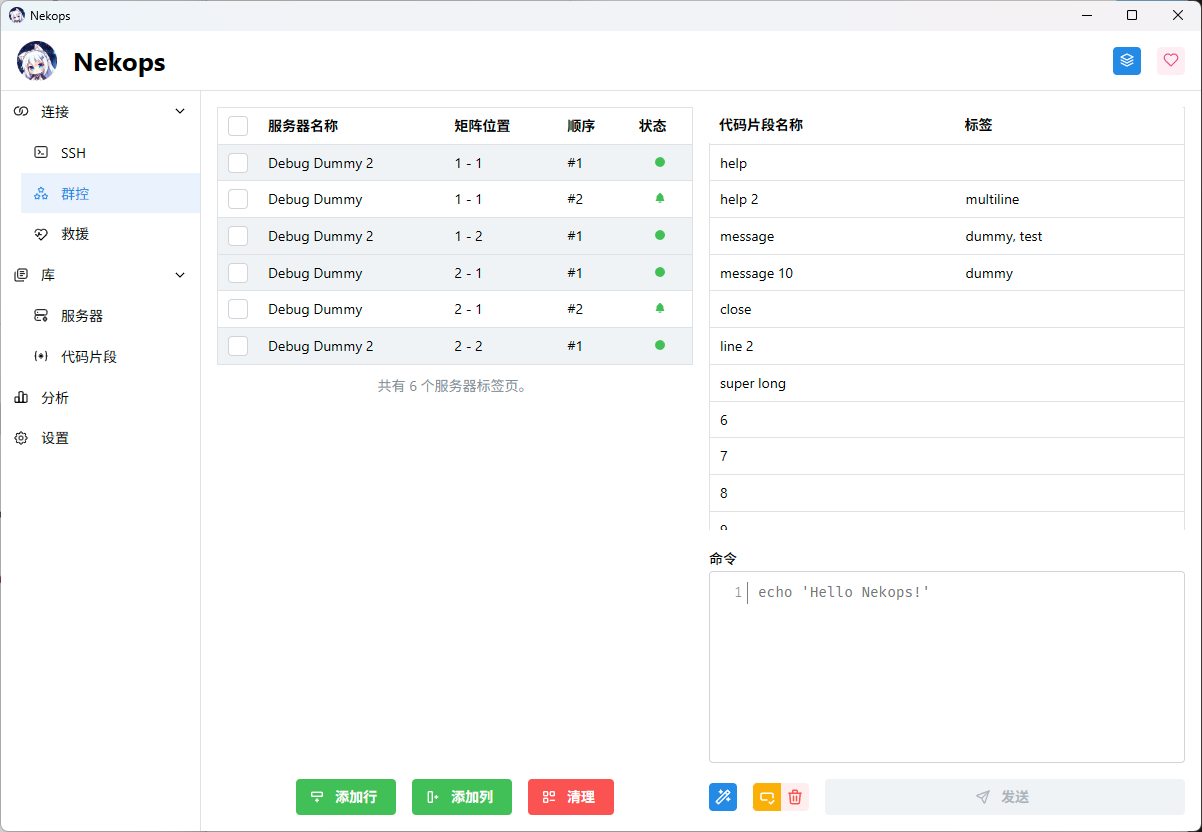 Nekops
Nekops
连接
SSH
群控
救援
库
服务器
代码片段
分析
设置
服务器名称 矩阵位置 顺序 状态
Debug Dummy 2 1 - 1 #1
Debug Dummy 1 - 1 #2
Debug Dummy 2 1 - 2 #1
Debug Dummy 2 - 1 #1
Debug Dummy 2 - 1 #2
Debug Dummy 2 2 - 2 #1
共有 6 个服务器标签页。
添加行 添加列 清理
代码片段名称 标签
help
help 2 multiline
message dummy, test
message 10 dummy
close
line 2
super long
6
7
8
9
命令
1 echo 'Hello Nekops!'
发送